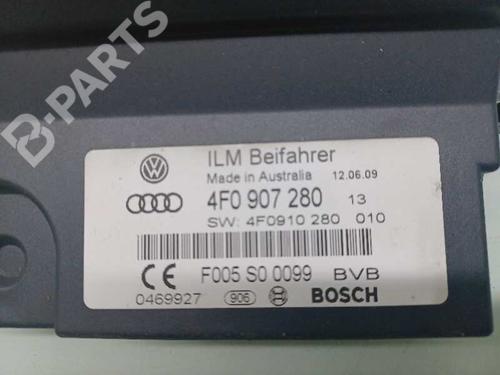 B-PARTS
ILM Beifahrer
Made in Australia 12.06.09
4F0 907 280 13
SW: 4F0910 280 010
F005 S0 0099 BVB
0469927 906 BOSCH